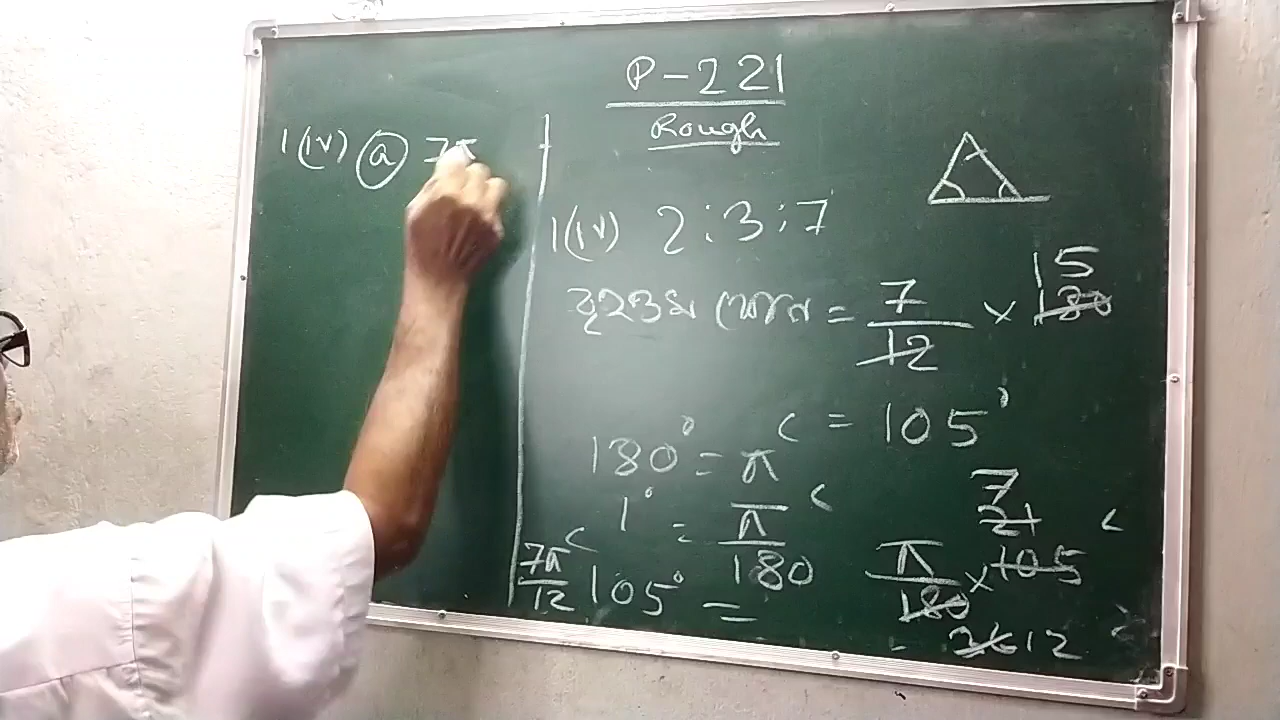 P-221
Rough
1(iv) ⓐ 7π
1(iv) 2:3:7
বৃহত্তম কোণ = 7/12 × 180 15
= 105°
180° = π ᶜ
1° = π/180 ᶜ
105° = π/180 × 105 21 7 ᶜ
26 12
7π/12 ᶜ